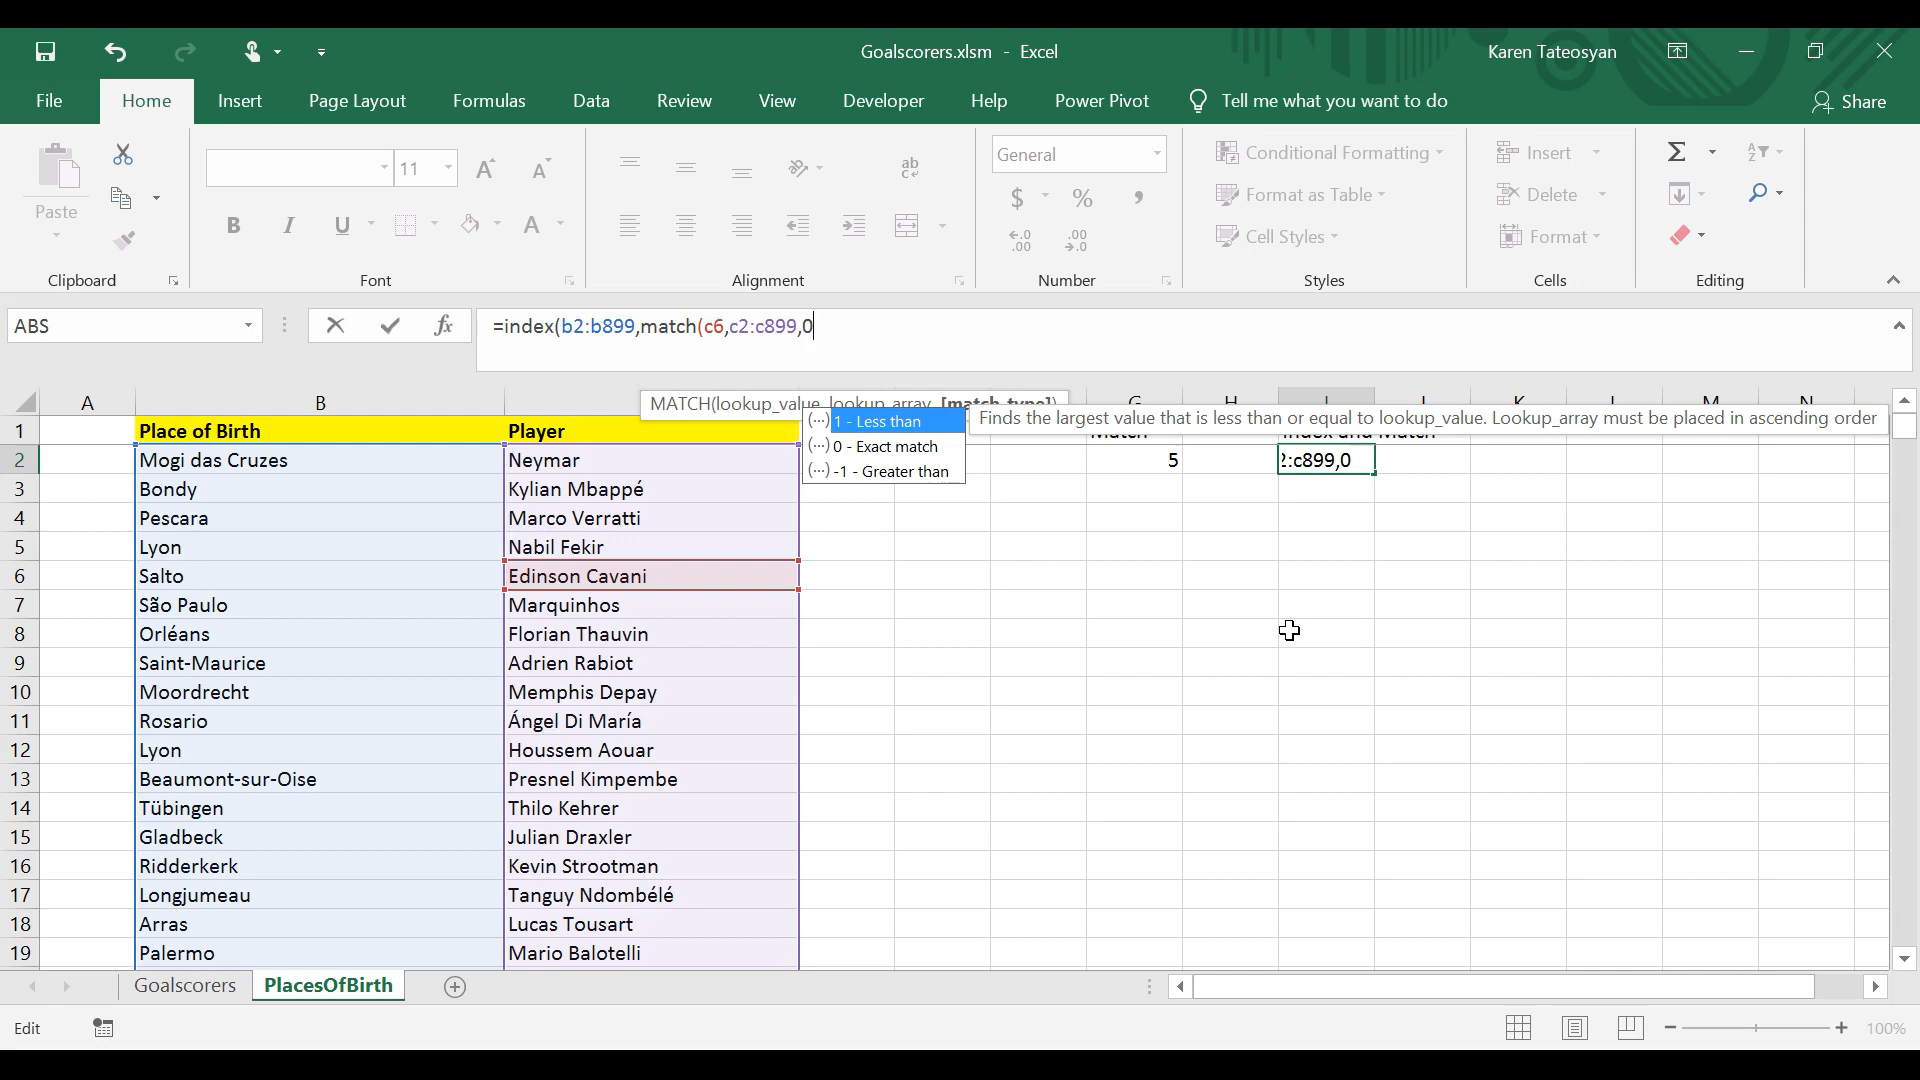 Goalscorers.xlsm - Excel
Karen Tateosyan
File Home Insert Page Layout Formulas Data Review View Developer Help Power Pivot Tell me what you want to do Share
Paste
11
General
ab
$ % ,
Conditional Formatting
Format as Table
Cell Styles
Insert
Delete
Format
B I U A
Clipboard Font Alignment Number Styles Cells Editing
ABS
fx
=index(b2:b899,match(c6,c2:c899,0
MATCH(lookup_value, lookup_array, [match_type])
1 - Less than
0 - Exact match
-1 - Greater than
Finds the largest value that is less than or equal to lookup_value. Lookup_array must be placed in ascending order
A B G H I J K L M N
1 Place of Birth Player Match Index and Match
2 Mogi das Cruzes Neymar 5 2:c899,0
3 Bondy Kylian Mbappé
4 Pescara Marco Verratti
5 Lyon Nabil Fekir
6 Salto Edinson Cavani
7 São Paulo Marquinhos
8 Orléans Florian Thauvin
9 Saint-Maurice Adrien Rabiot
10 Moordrecht Memphis Depay
11 Rosario Ángel Di María
12 Lyon Houssem Aouar
13 Beaumont-sur-Oise Presnel Kimpembe
14 Tübingen Thilo Kehrer
15 Gladbeck Julian Draxler
16 Ridderkerk Kevin Strootman
17 Longjumeau Tanguy Ndombélé
18 Arras Lucas Tousart
19 Palermo Mario Balotelli
Goalscorers PlacesOfBirth
Edit
100%